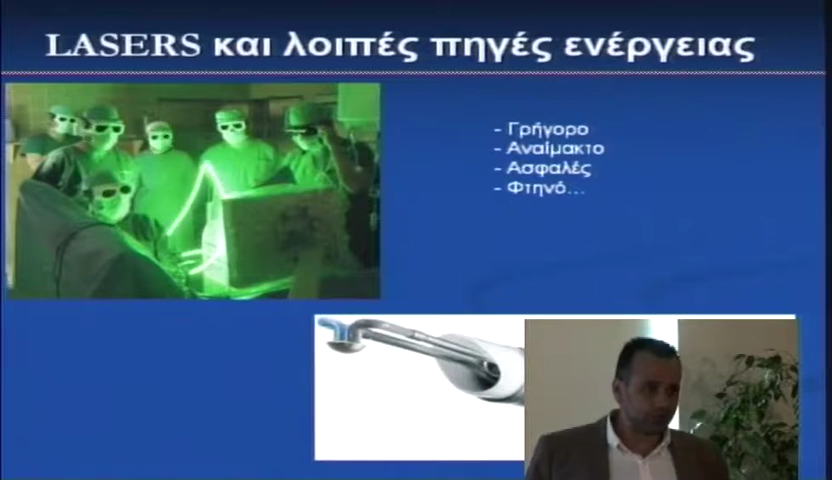 LASERS και λοιπές πηγές ενέργειας
- Γρήγορο
- Αναίμακτο
- Ασφαλές
- Φτηνό...